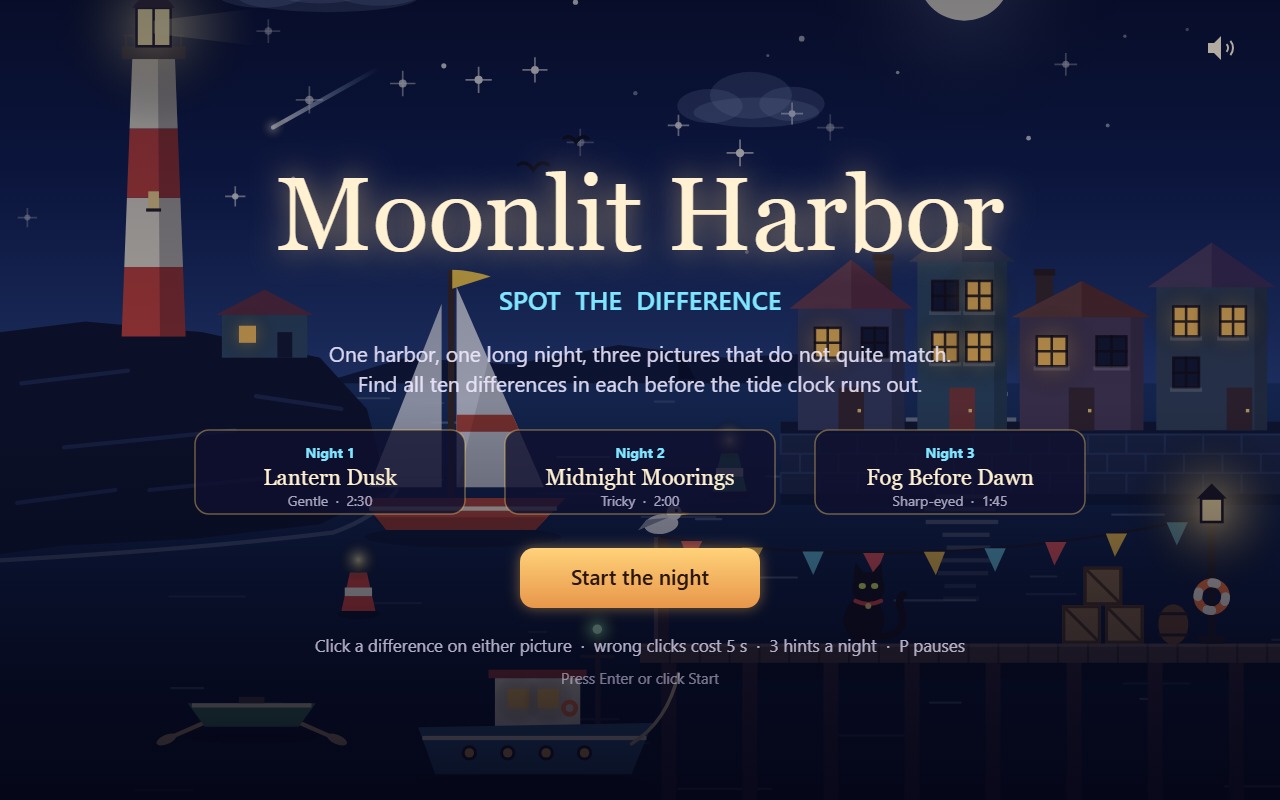 Moonlit Harbor
SPOT THE DIFFERENCE
One harbor, one long night, three pictures that do not quite match.
Find all ten differences in each before the tide clock runs out.
Night 1
Lantern Dusk
Gentle · 2:30
Night 2
Midnight Moorings
Tricky · 2:00
Night 3
Fog Before Dawn
Sharp-eyed · 1:45
Start the night
Click a difference on either picture · wrong clicks cost 5 s · 3 hints a night · P pauses
Press Enter or click Start